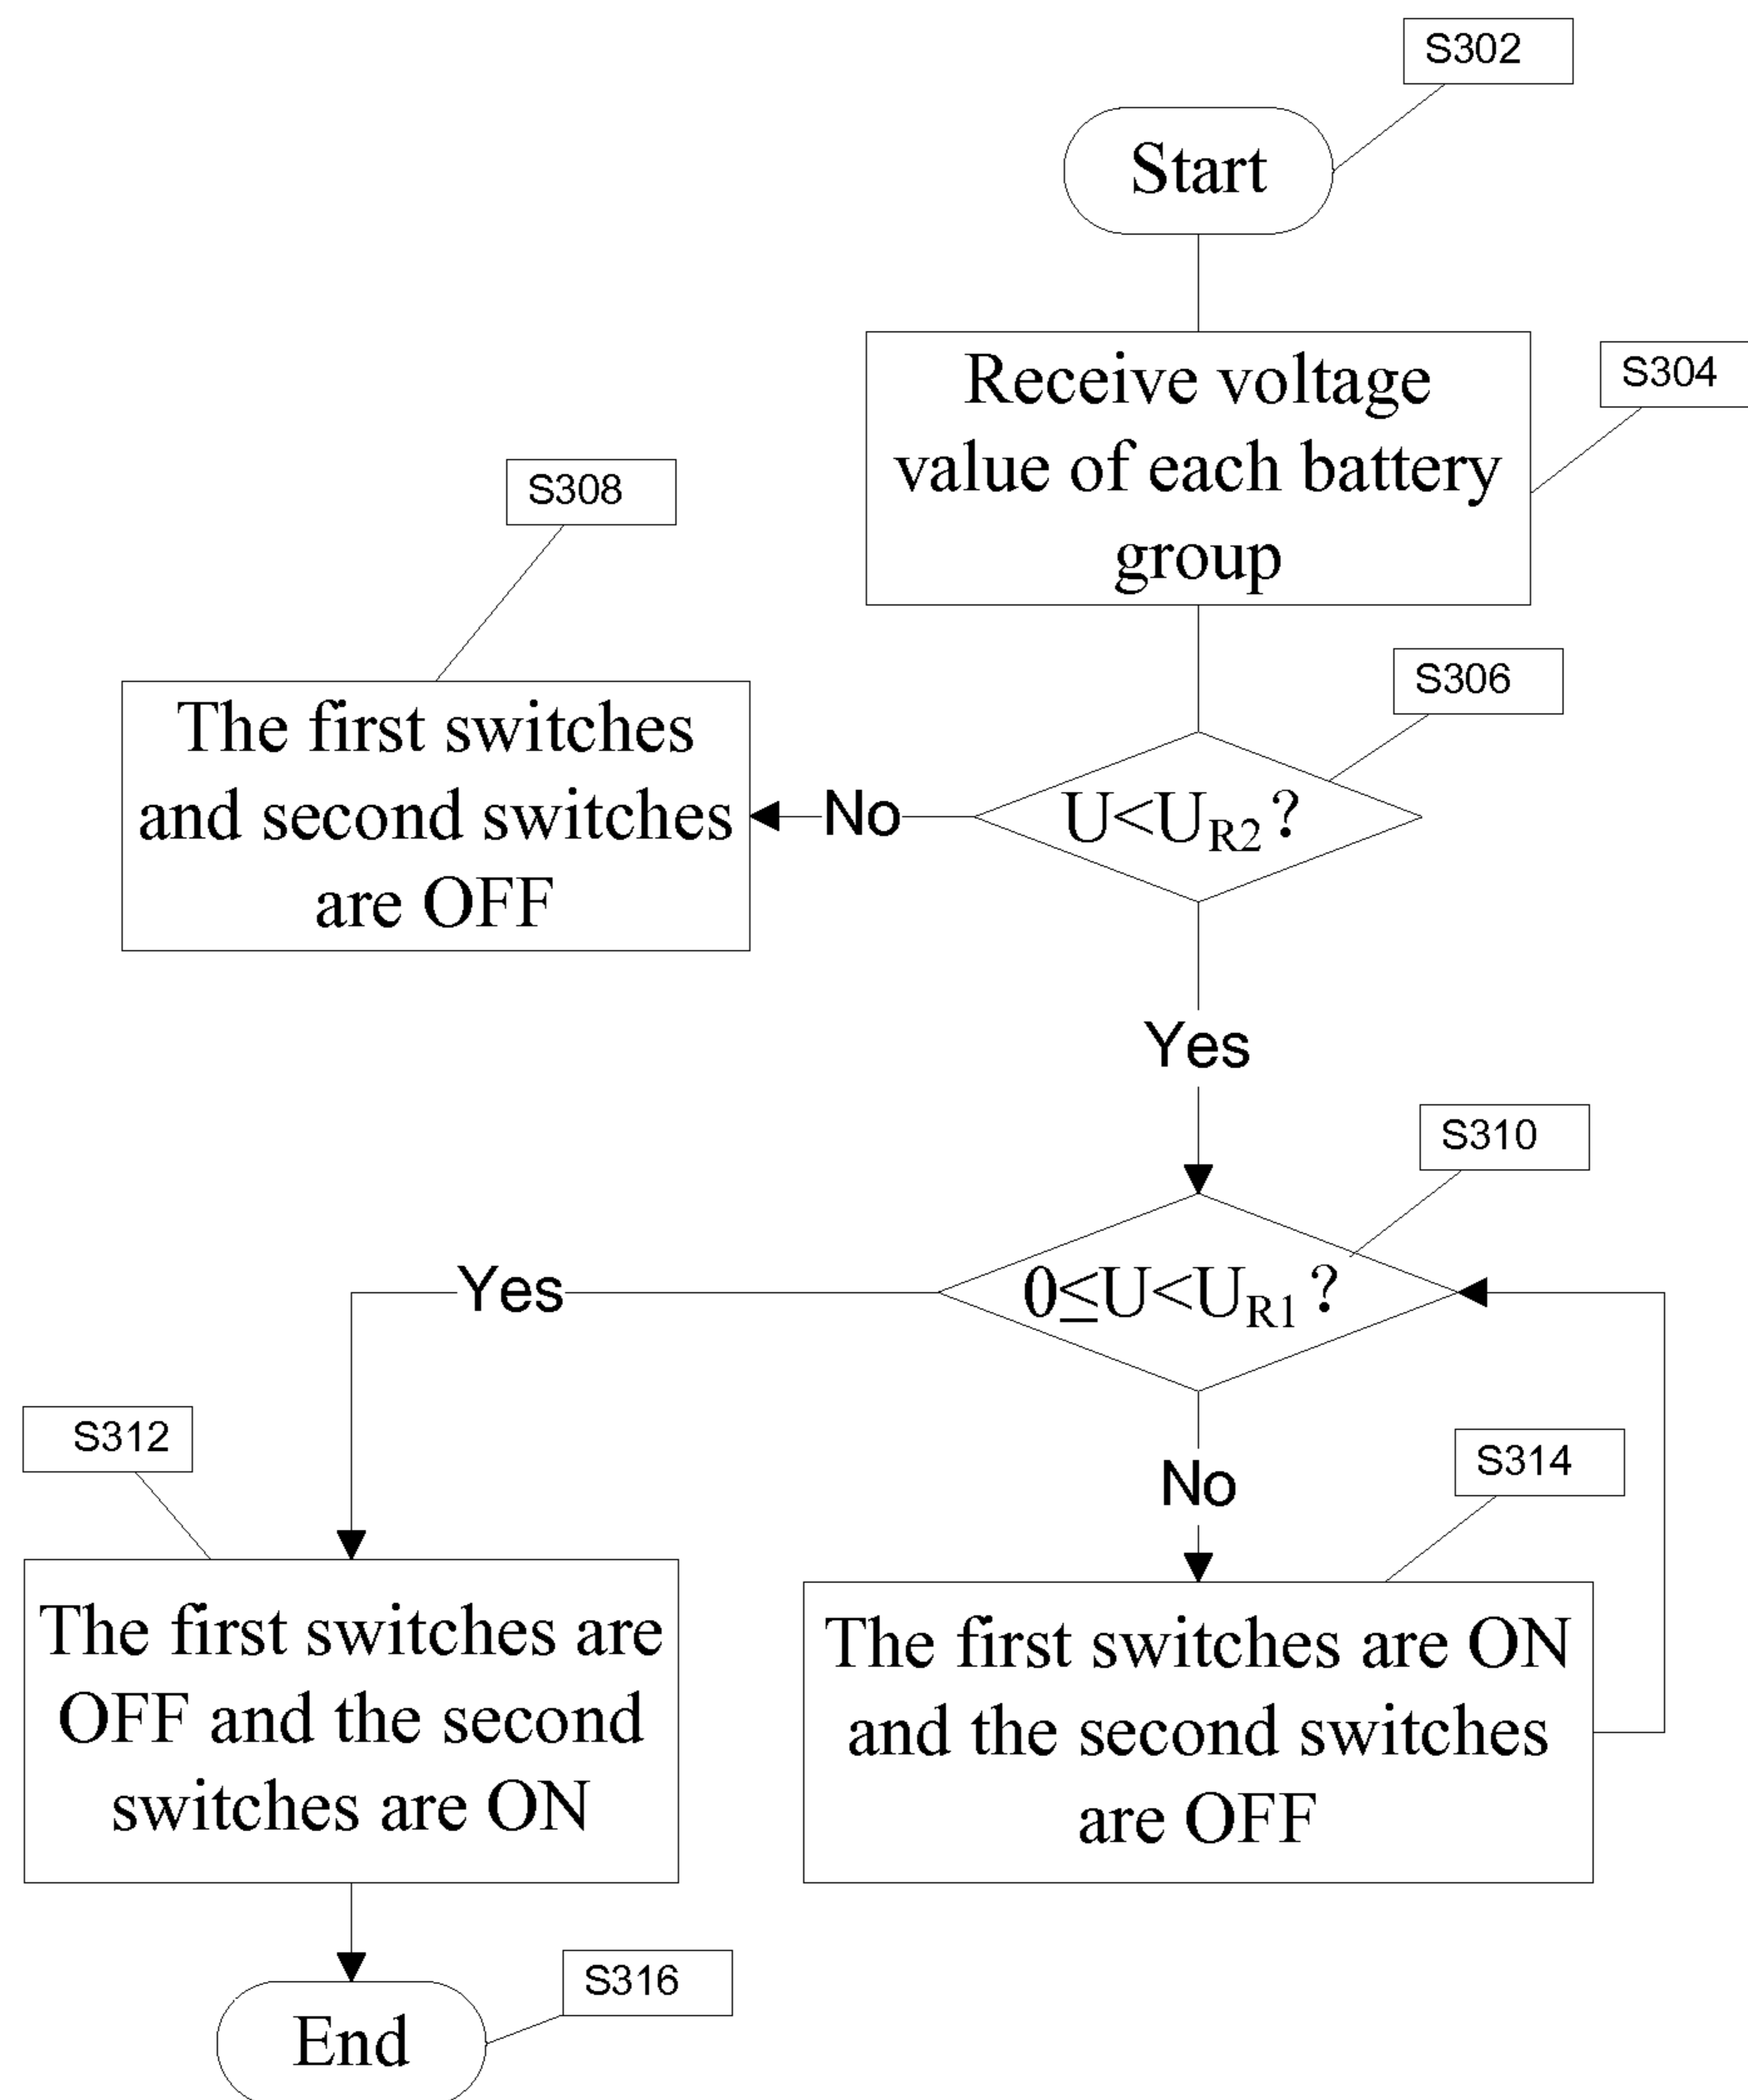 S302
Start
Receive voltage
value of each battery
group
S304
S308
The first switches
and second switches
are OFF
S306
No
U<U_R2 ?
Yes
S310
0≤U<U_R1 ?
Yes
S312
No
S314
The first switches are
OFF and the second
switches are ON
The first switches are ON
and the second switches
are OFF
S316
End